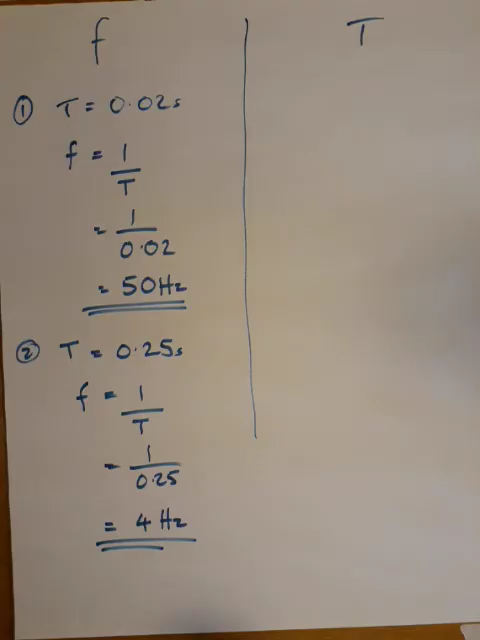 f
T
① T = 0.02s
f = 1/T
= 1/0.02
= 50Hz
② T = 0.25s
f = 1/T
= 1/0.25
= 4 Hz